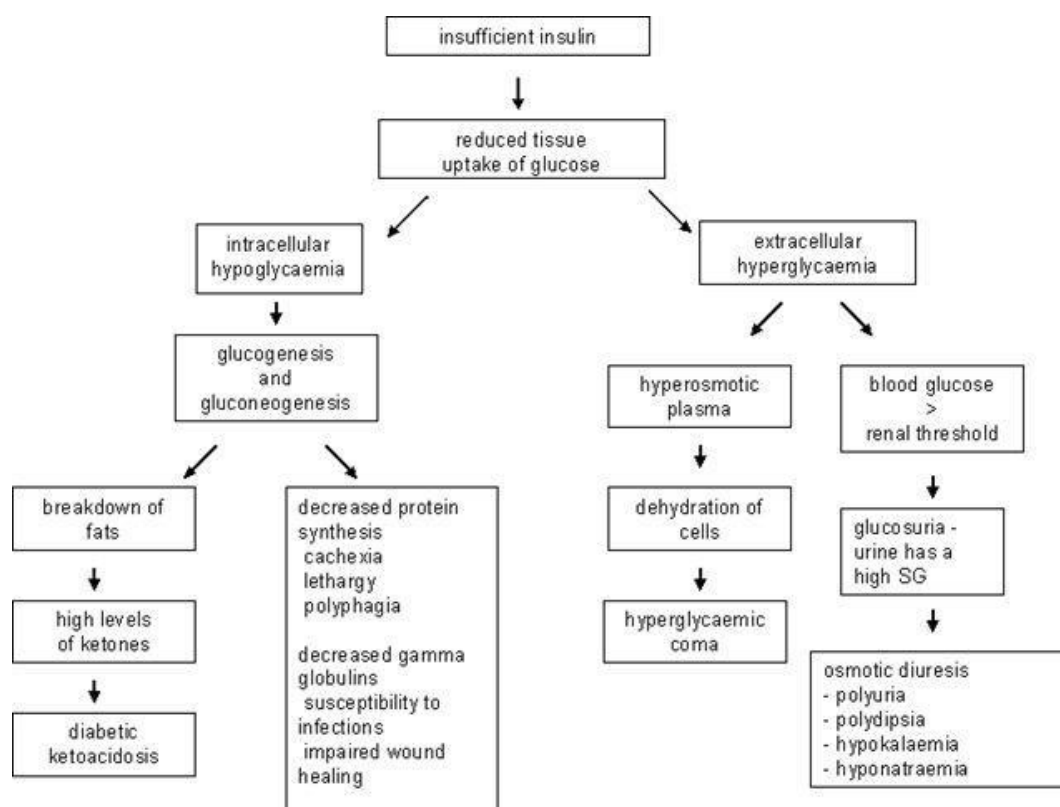 insufficient insulin
reduced tissue
uptake of glucose
intracellular
hypoglycaemia
extracellular
hyperglycaemia
glucogenesis
and
gluconeogenesis
hyperosmotic
plasma
blood glucose
>
renal threshold
breakdown of
fats
decreased protein
synthesis
cachexia
lethargy
polyphagia
decreased gamma
globulins
susceptibility to
infections
impaired wound
healing
dehydration of
cells
glucosuria -
urine has a
high SG
high levels
of ketones
hyperglycaemic
coma
diabetic
ketoacidosis
osmotic diuresis
- polyuria
- polydipsia
- hypokalaemia
- hyponatraemia